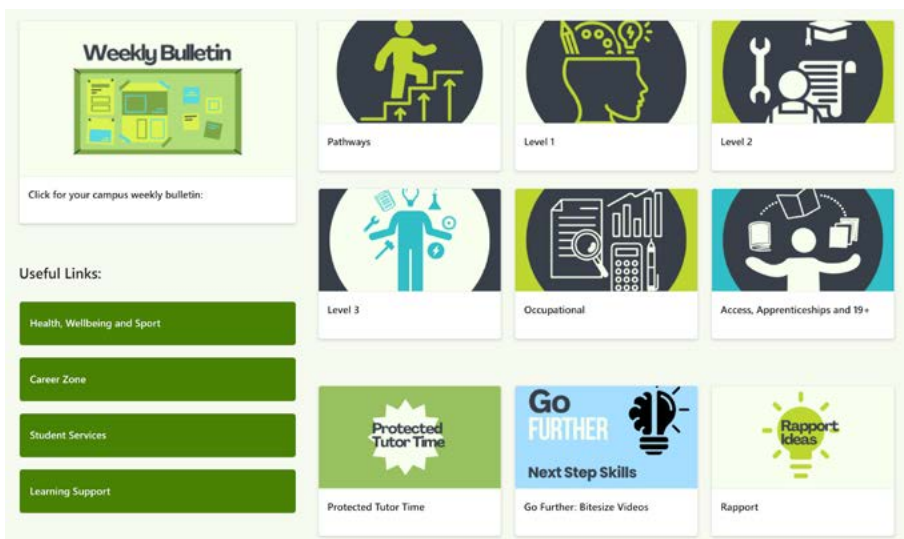 Weekly Bulletin
Click for your campus weekly bulletin:
Useful Links:
Health, Wellbeing and Sport
Career Zone
Student Services
Learning Support
Pathways
Level 1
Level 2
Level 3
Occupational
Access, Apprenticeships and 19+
Protected
Tutor Time
Protected Tutor Time
Go
FURTHER
Next Step Skills
Go Further: Bitesize Videos
Rapport
Ideas
Rapport